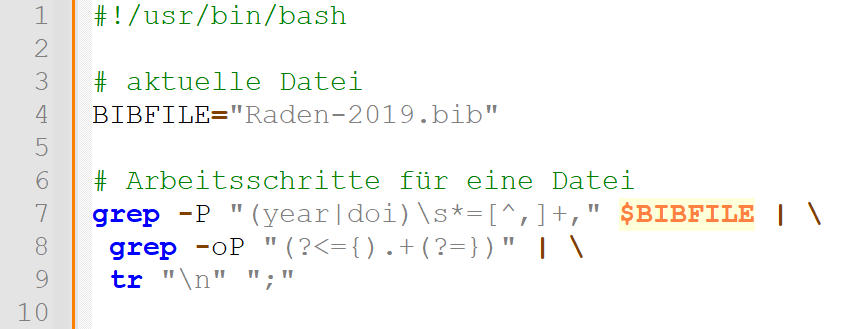 1 #!/usr/bin/bash
2
3 # aktuelle Datei
4 BIBFILE="Raden-2019.bib"
5
6 # Arbeitsschritte für eine Datei
7 grep -P "(year|doi)\s*=[^,]+," $BIBFILE | \
8  grep -oP "(?<={).+(?=})" | \
9  tr "\n" ";"
10